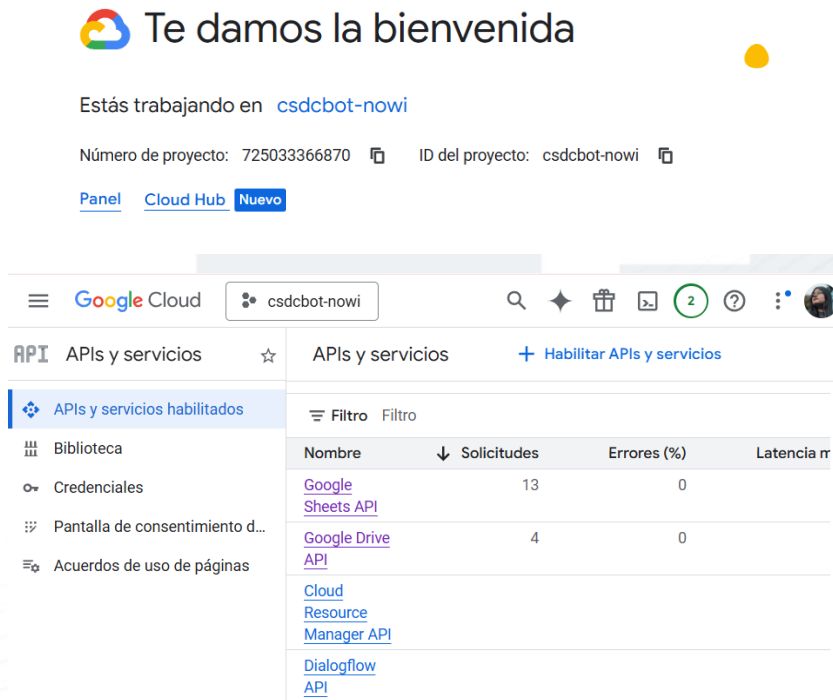 Te damos la bienvenida
Estás trabajando en csdcbot-nowi
Número de proyecto: 725033366870 ID del proyecto: csdcbot-nowi
Panel Cloud Hub Nuevo
Google Cloud csdcbot-nowi 2
API APIs y servicios
APIs y servicios habilitados
Biblioteca
Credenciales
Pantalla de consentimiento d...
Acuerdos de uso de páginas
APIs y servicios Habilitar APIs y servicios
Filtro Filtro
Nombre Solicitudes Errores (%) Latencia m
Google 13 0
Sheets API
Google Drive 4 0
API
Cloud
Resource
Manager API
Dialogflow
API